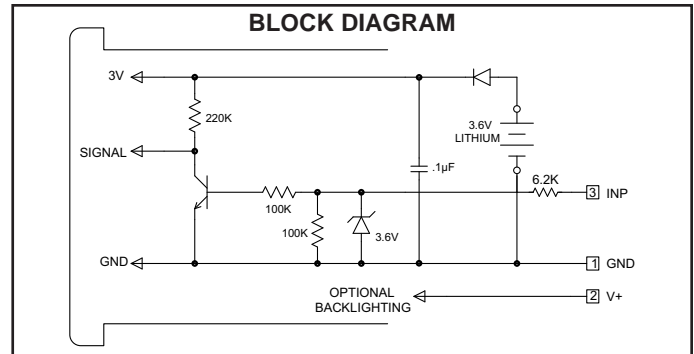 BLOCK DIAGRAM
3V
220K
3.6V
LITHIUM
SIGNAL
.1µF
6.2K
3 INP
100K
100K
3.6V
GND
1 GND
OPTIONAL
BACKLIGHTING
2 V+